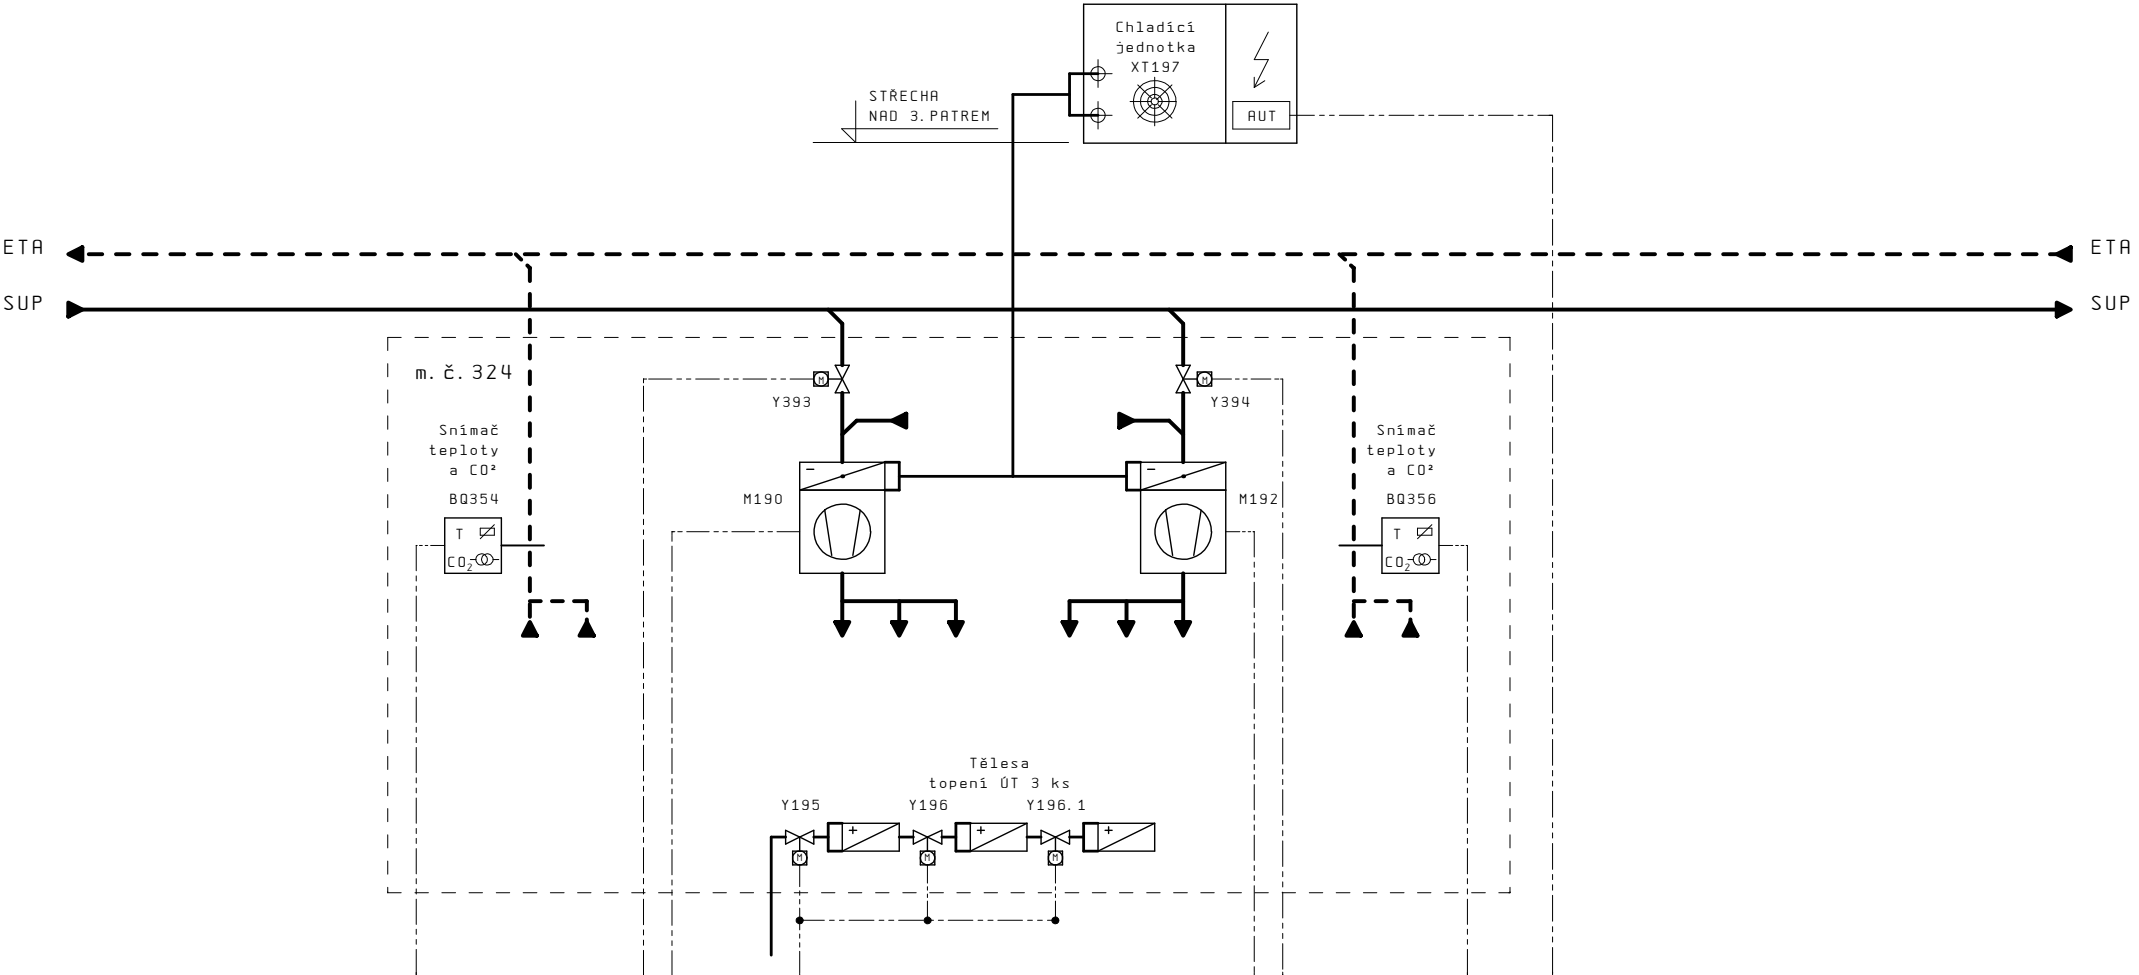 Chladící
jednotka
XT197
AUT
STŘECHA
NAD 3. PATREM
ETA
ETA
SUP
SUP
m. č. 324
M
Y393
M
Y394
Snímač
teploty
a CO²
BQ354
T
CO₂
M190
-
M192
-
Snímač
teploty
a CO²
BQ356
T
CO₂
Tělesa
topení ÚT 3 ks
Y195
Y196
Y196. 1
+
+
+
M
M
M